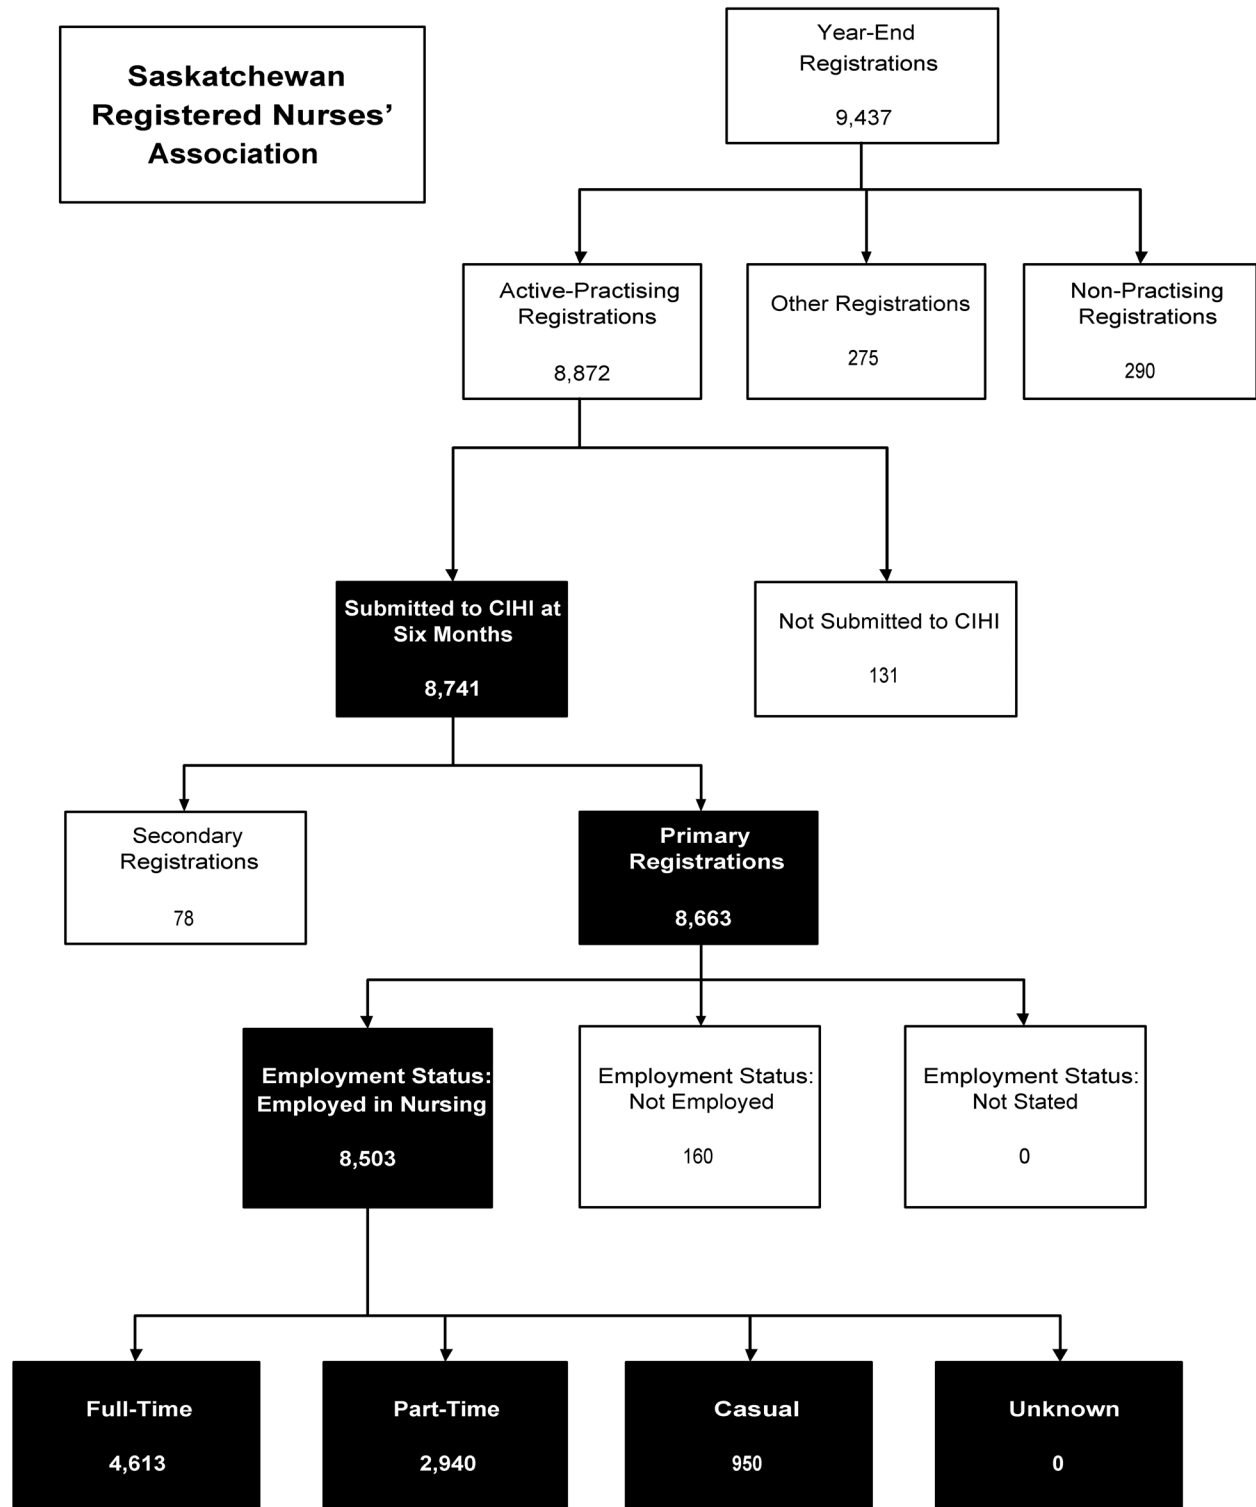 Saskatchewan
Registered Nurses’
Association
Year-End
Registrations
9,437
Active-Practising
Registrations
8,872
Other Registrations
275
Non-Practising
Registrations
290
Submitted to CIHI at
Six Months
8,741
Not Submitted to CIHI
131
Secondary
Registrations
78
Primary
Registrations
8,663
Employment Status:
Employed in Nursing
8,503
Employment Status:
Not Employed
160
Employment Status:
Not Stated
0
Full-Time
4,613
Part-Time
2,940
Casual
950
Unknown
0